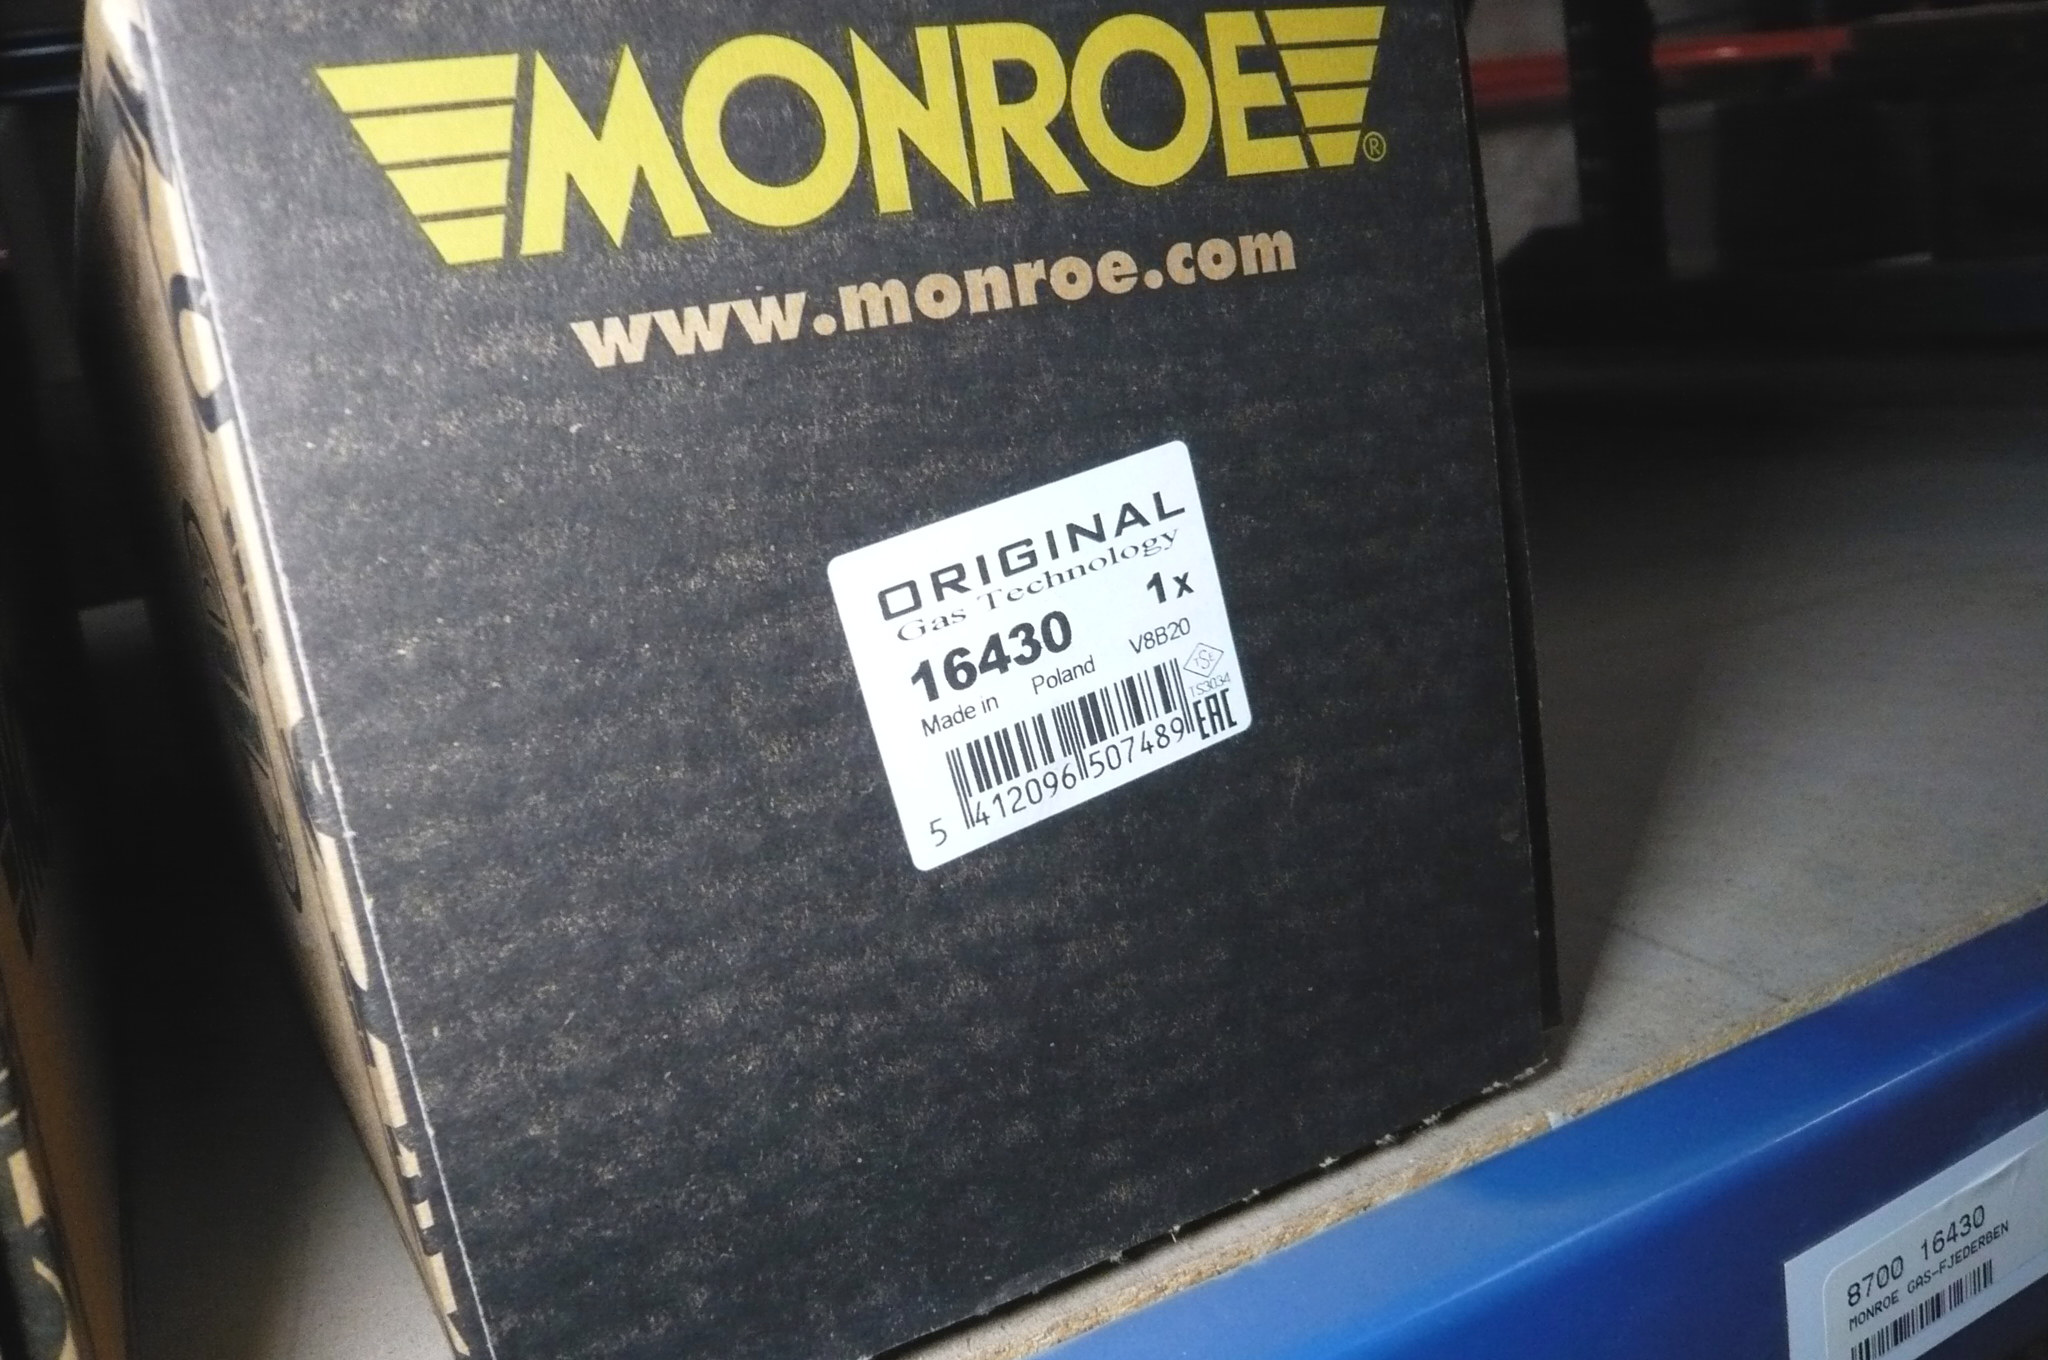 MONROE®
www.monroe.com
ORIGINAL
Gas Technology
16430 1x
Made in Poland V8B20
TSE
TS3034
EAC
5 412096 507489
8700 16430
MONROE GAS-FJEDERBEN